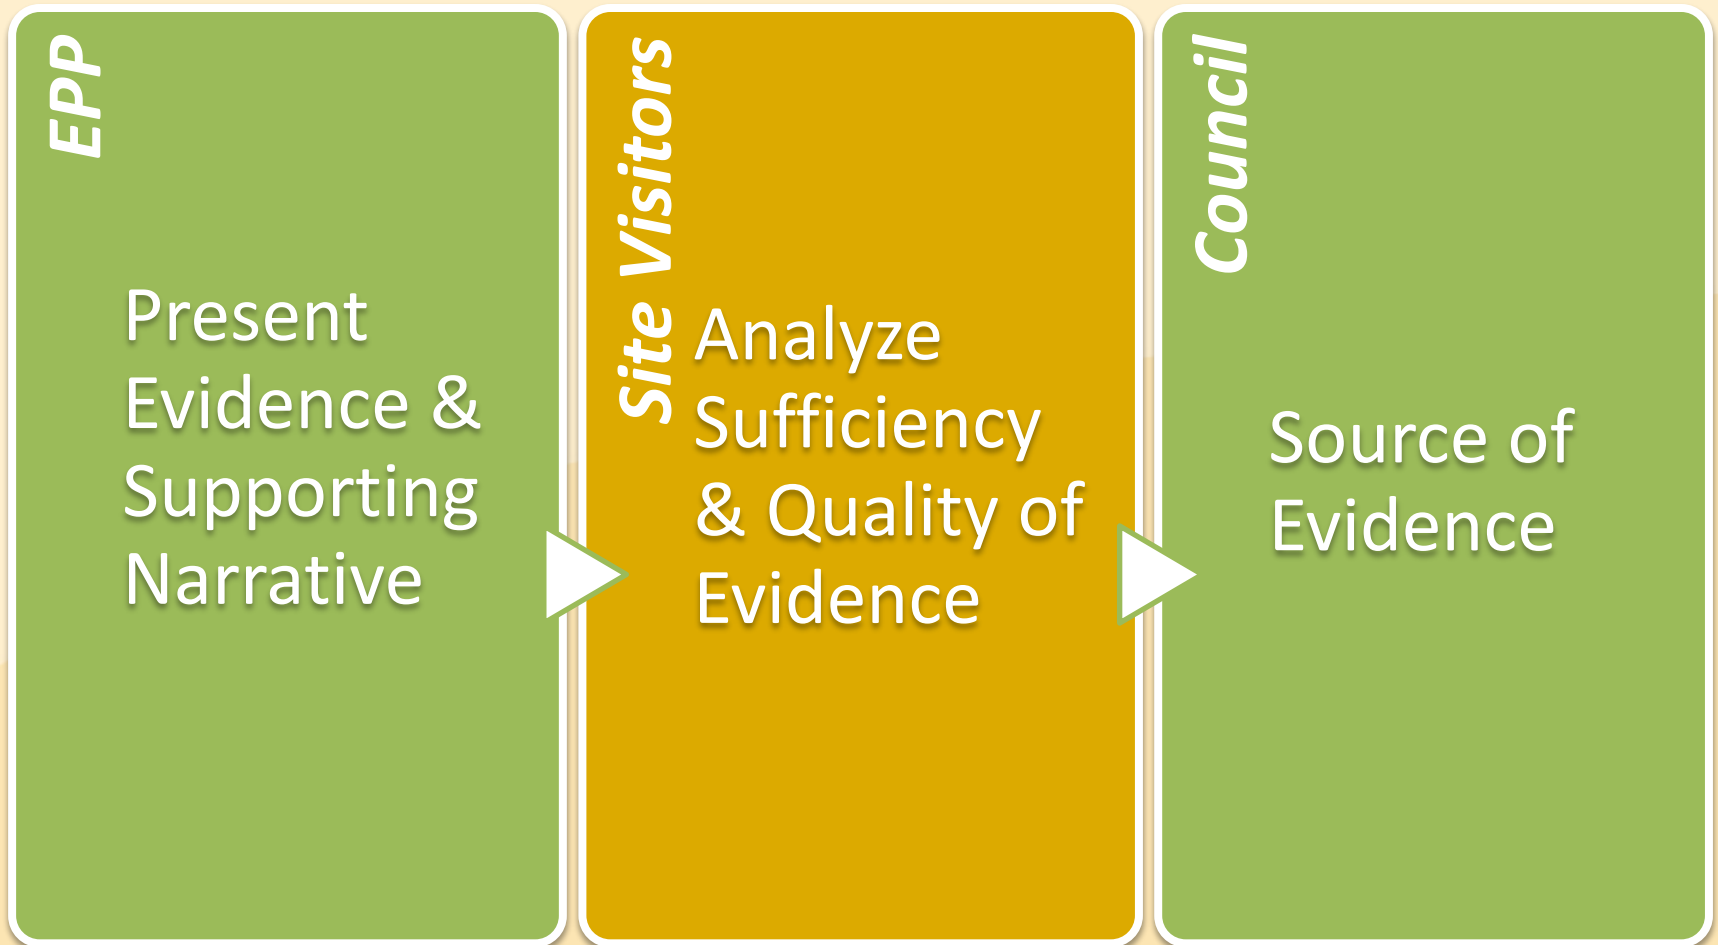 EPP
Present
Evidence &
Supporting
Narrative
Site Visitors
Analyze
Sufficiency
& Quality of
Evidence
Council
Source of
Evidence